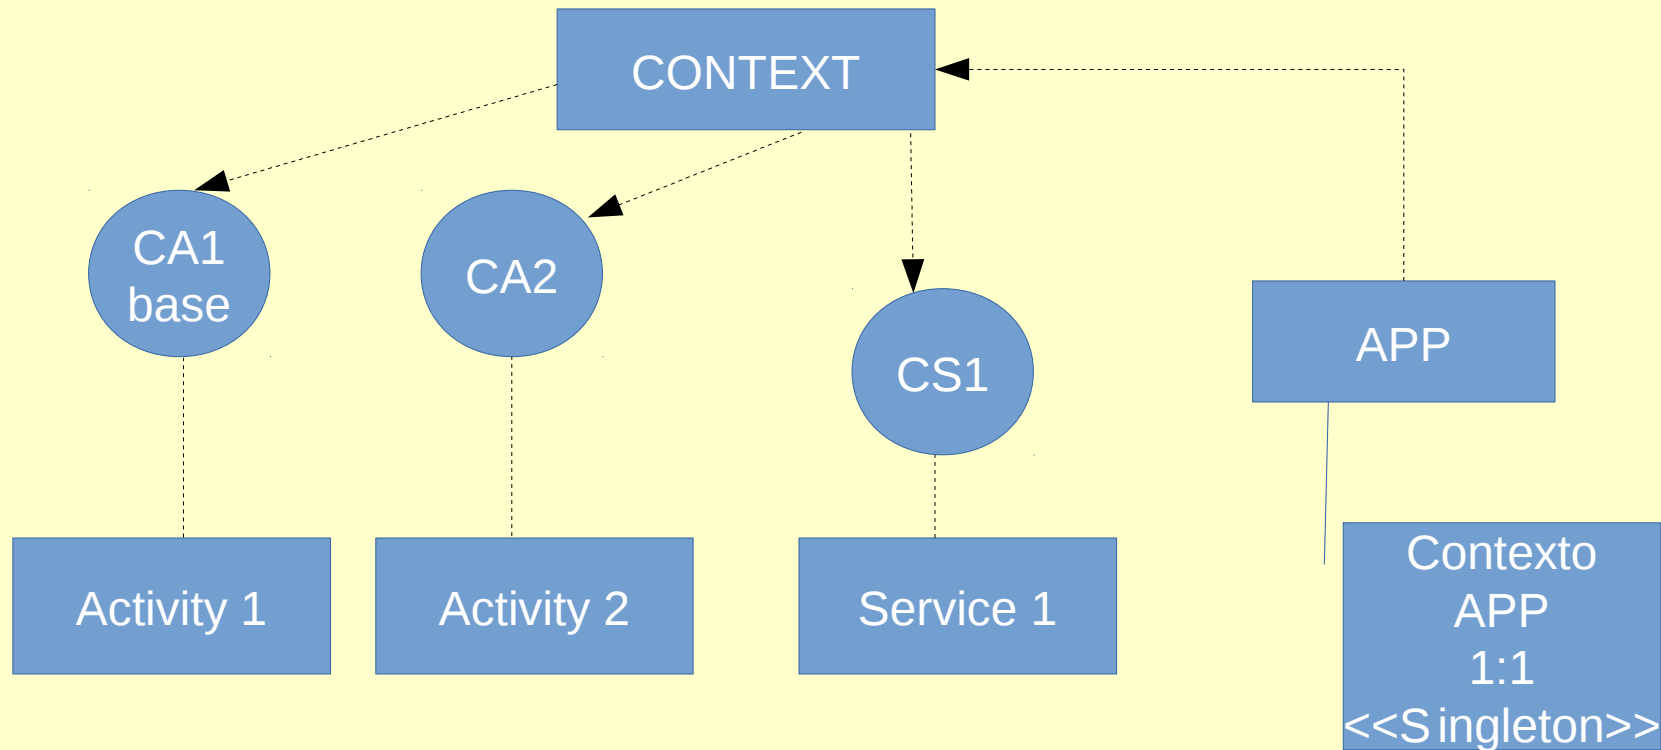 CONTEXT
CA1
base
CA2
CS1
APP
Activity 1
Activity 2
Service 1
Contexto
APP
1:1
<<Singleton>>